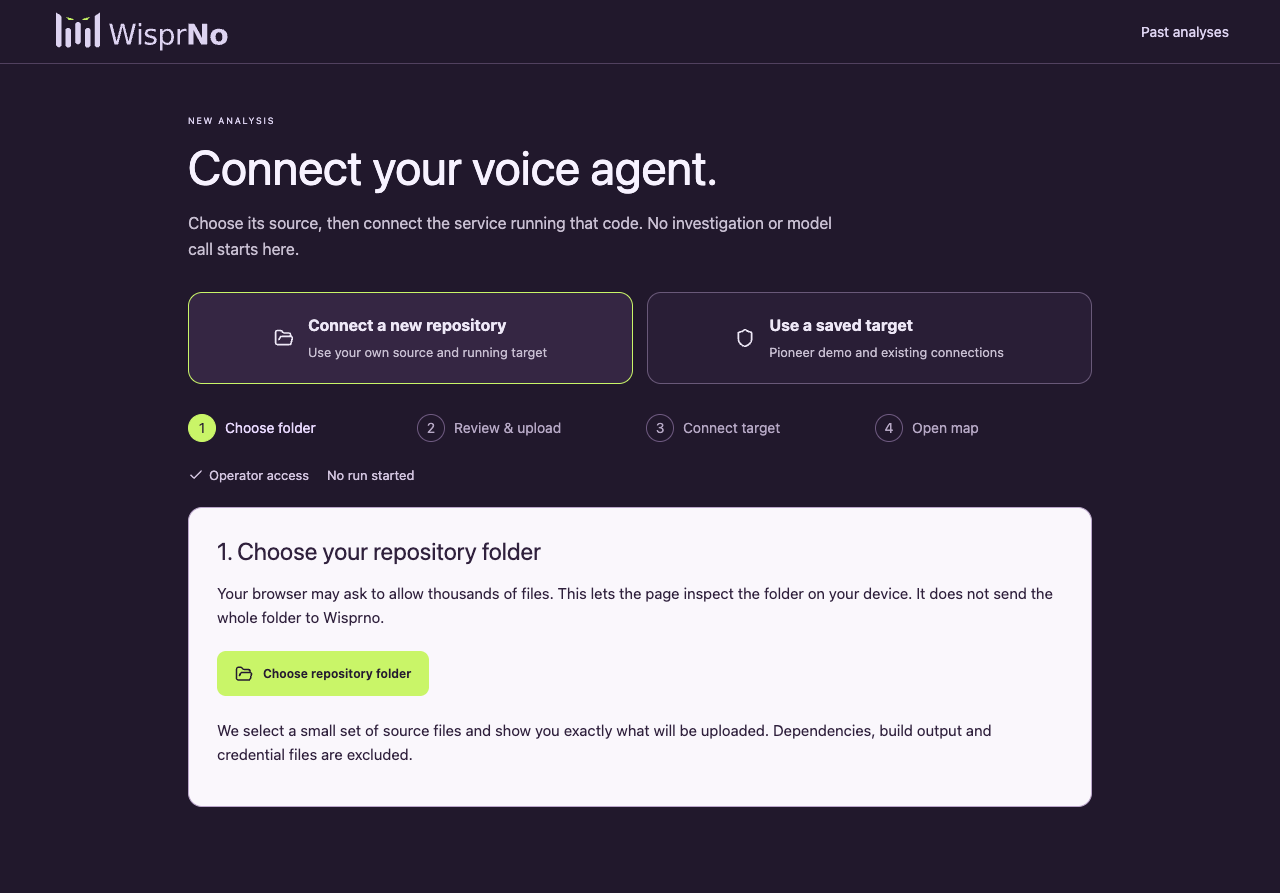 WisprNo
Past analyses
NEW ANALYSIS
Connect your voice agent.
Choose its source, then connect the service running that code. No investigation or model
call starts here.
Connect a new repository
Use your own source and running target
Use a saved target
Pioneer demo and existing connections
1 Choose folder
2 Review & upload
3 Connect target
4 Open map
Operator access
No run started
1. Choose your repository folder
Your browser may ask to allow thousands of files. This lets the page inspect the folder on your device. It does not send the
whole folder to Wisprno.
Choose repository folder
We select a small set of source files and show you exactly what will be uploaded. Dependencies, build output and
credential files are excluded.